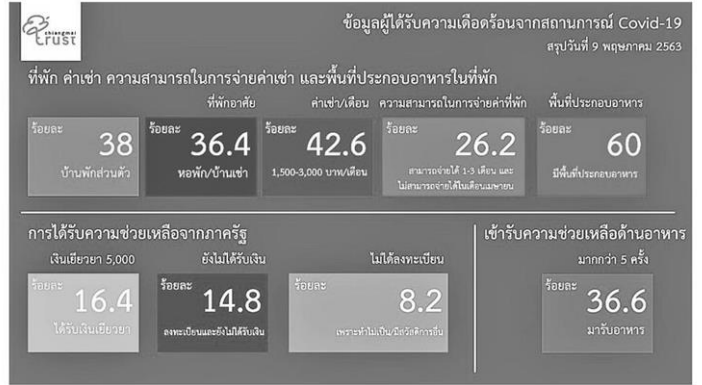 chiangmai
trust
ข้อมูลผู้ได้รับความเดือดร้อนจากสถานการณ์ Covid-19
สรุปวันที่ 9 พฤษภาคม 2563
ที่พัก ค่าเช่า ความสามารถในการจ่ายค่าเช่า และพื้นที่ประกอบอาหารในที่พัก
ที่พักอาศัย ค่าเช่า/เดือน ความสามารถในการจ่ายค่าที่พัก พื้นที่ประกอบอาหาร
ร้อยละ ร้อยละ ร้อยละ ร้อยละ ร้อยละ
38 36.4 42.6 26.2 60
บ้านพักส่วนตัว หอพัก/บ้านเช่า 1,500-3,000 บาท/เดือน สามารถจ่ายได้ 1-3 เดือน และ มีพื้นที่ประกอบอาหาร
ไม่สามารถจ่ายได้ในเดือนเมษายน
การได้รับความช่วยเหลือจากภาครัฐ
เงินเยียวยา 5,000 ยังไม่ได้รับเงิน ไม่ได้ลงทะเบียน
ร้อยละ ร้อยละ ร้อยละ
16.4 14.8 8.2
ได้รับเงินเยียวยา ลงทะเบียนและยังไม่ได้รับเงิน เพราะทำไม่เป็น/มีสวัสดิการอื่น
เข้ารับความช่วยเหลือด้านอาหาร
มากกว่า 5 ครั้ง
ร้อยละ
36.6
มารับอาหาร